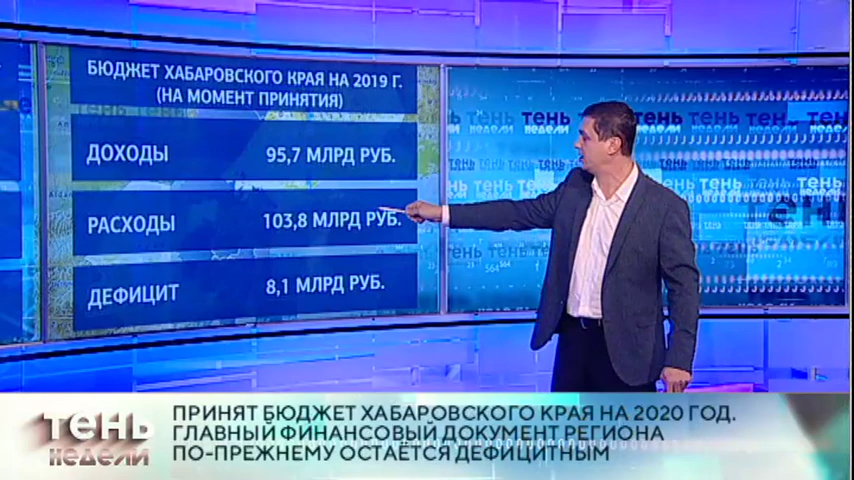 БЮДЖЕТ ХАБАРОВСКОГО КРАЯ НА 2019 Г.
(НА МОМЕНТ ПРИНЯТИЯ)
ДОХОДЫ 95,7 МЛРД РУБ.
РАСХОДЫ 103,8 МЛРД РУБ.
ДЕФИЦИТ 8,1 МЛРД РУБ.
ТЕНЬ
НЕДЕЛИ
ТЕНЬ
НЕДЕЛИ
ПРИНЯТ БЮДЖЕТ ХАБАРОВСКОГО КРАЯ НА 2020 ГОД.
ГЛАВНЫЙ ФИНАНСОВЫЙ ДОКУМЕНТ РЕГИОНА
ПО-ПРЕЖНЕМУ ОСТАЁТСЯ ДЕФИЦИТНЫМ